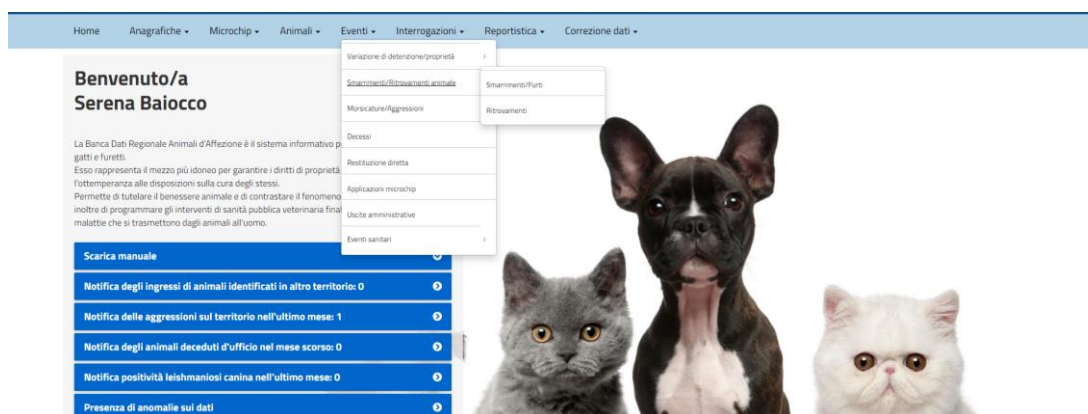 Home Anagrafiche Microchip Animali Eventi Interrogazioni Reportistica Correzione dati
Variazione di detenzione/proprietà
Smarrimenti/Ritrovamenti animale
Morsicature/Aggressioni
Decessi
Restituzione diretta
Applicazioni microchip
Uscite amministrative
Eventi sanitari
Smarrimenti/Furti
Ritrovamenti
Benvenuto/a
Serena Baiocco
La Banca Dati Regionale Animali d'Affezione è il sistema informativo
gatti e furetti.
Esso rappresenta il mezzo più idoneo per garantire i diritti di proprietà
l'ottemperanza alle disposizioni sulla cura degli stessi.
Permette di tutelare il benessere animale e di contrastare il fenomeno
inoltre di programmare gli interventi di sanità pubblica veterinaria
malattie che si trasmettono dagli animali all'uomo.
Scarica manuale
Notifica degli ingressi di animali identificati in altro territorio: 0
Notifica delle aggressioni sul territorio nell'ultimo mese: 1
Notifica degli animali deceduti d'ufficio nel mese scorso: 0
Notifica positività leishmaniosi canina nell'ultimo mese: 0
Presenza di anomalie sui dati